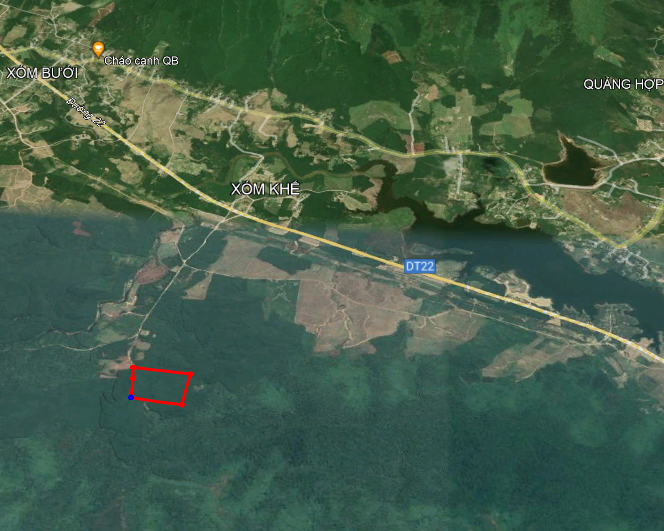 Cháo canh QB
XÓM BƯỞI
QUẢNG HỢP
XÓM KHẾ
DT22